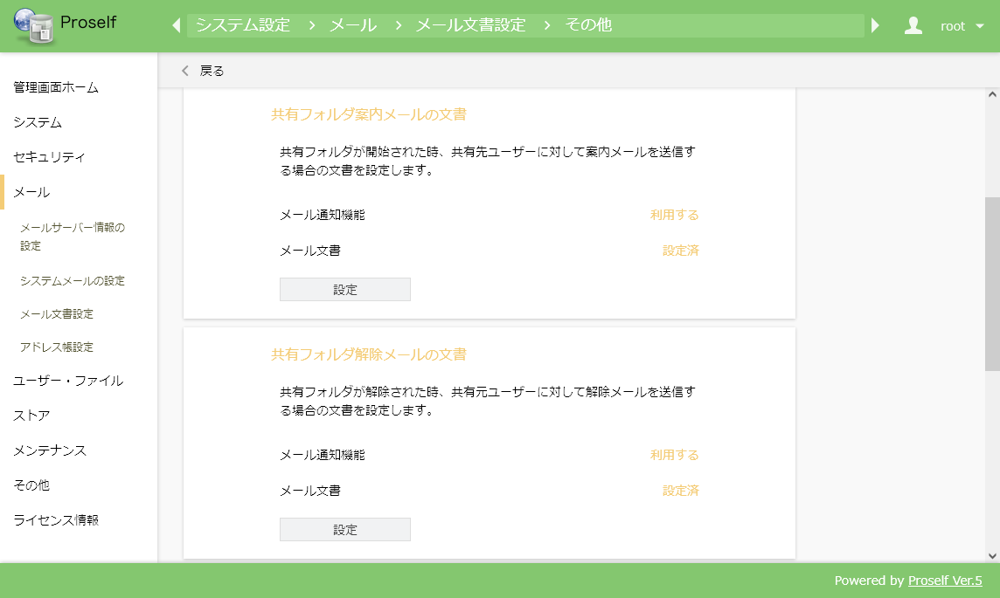 Proself
システム設定 › メール › メール文書設定 › その他
root
戻る
管理画面ホーム
システム
セキュリティ
メール
メールサーバー情報の
設定
システムメールの設定
メール文書設定
アドレス帳設定
ユーザー・ファイル
ストア
メンテナンス
その他
ライセンス情報
共有フォルダ案内メールの文書
共有フォルダが開始された時、共有先ユーザーに対して案内メールを送信す
る場合の文書を設定します。
メール通知機能 利用する
メール文書 設定済
設定
共有フォルダ解除メールの文書
共有フォルダが解除された時、共有元ユーザーに対して解除メールを送信す
る場合の文書を設定します。
メール通知機能 利用する
メール文書 設定済
設定
Powered by Proself Ver.5